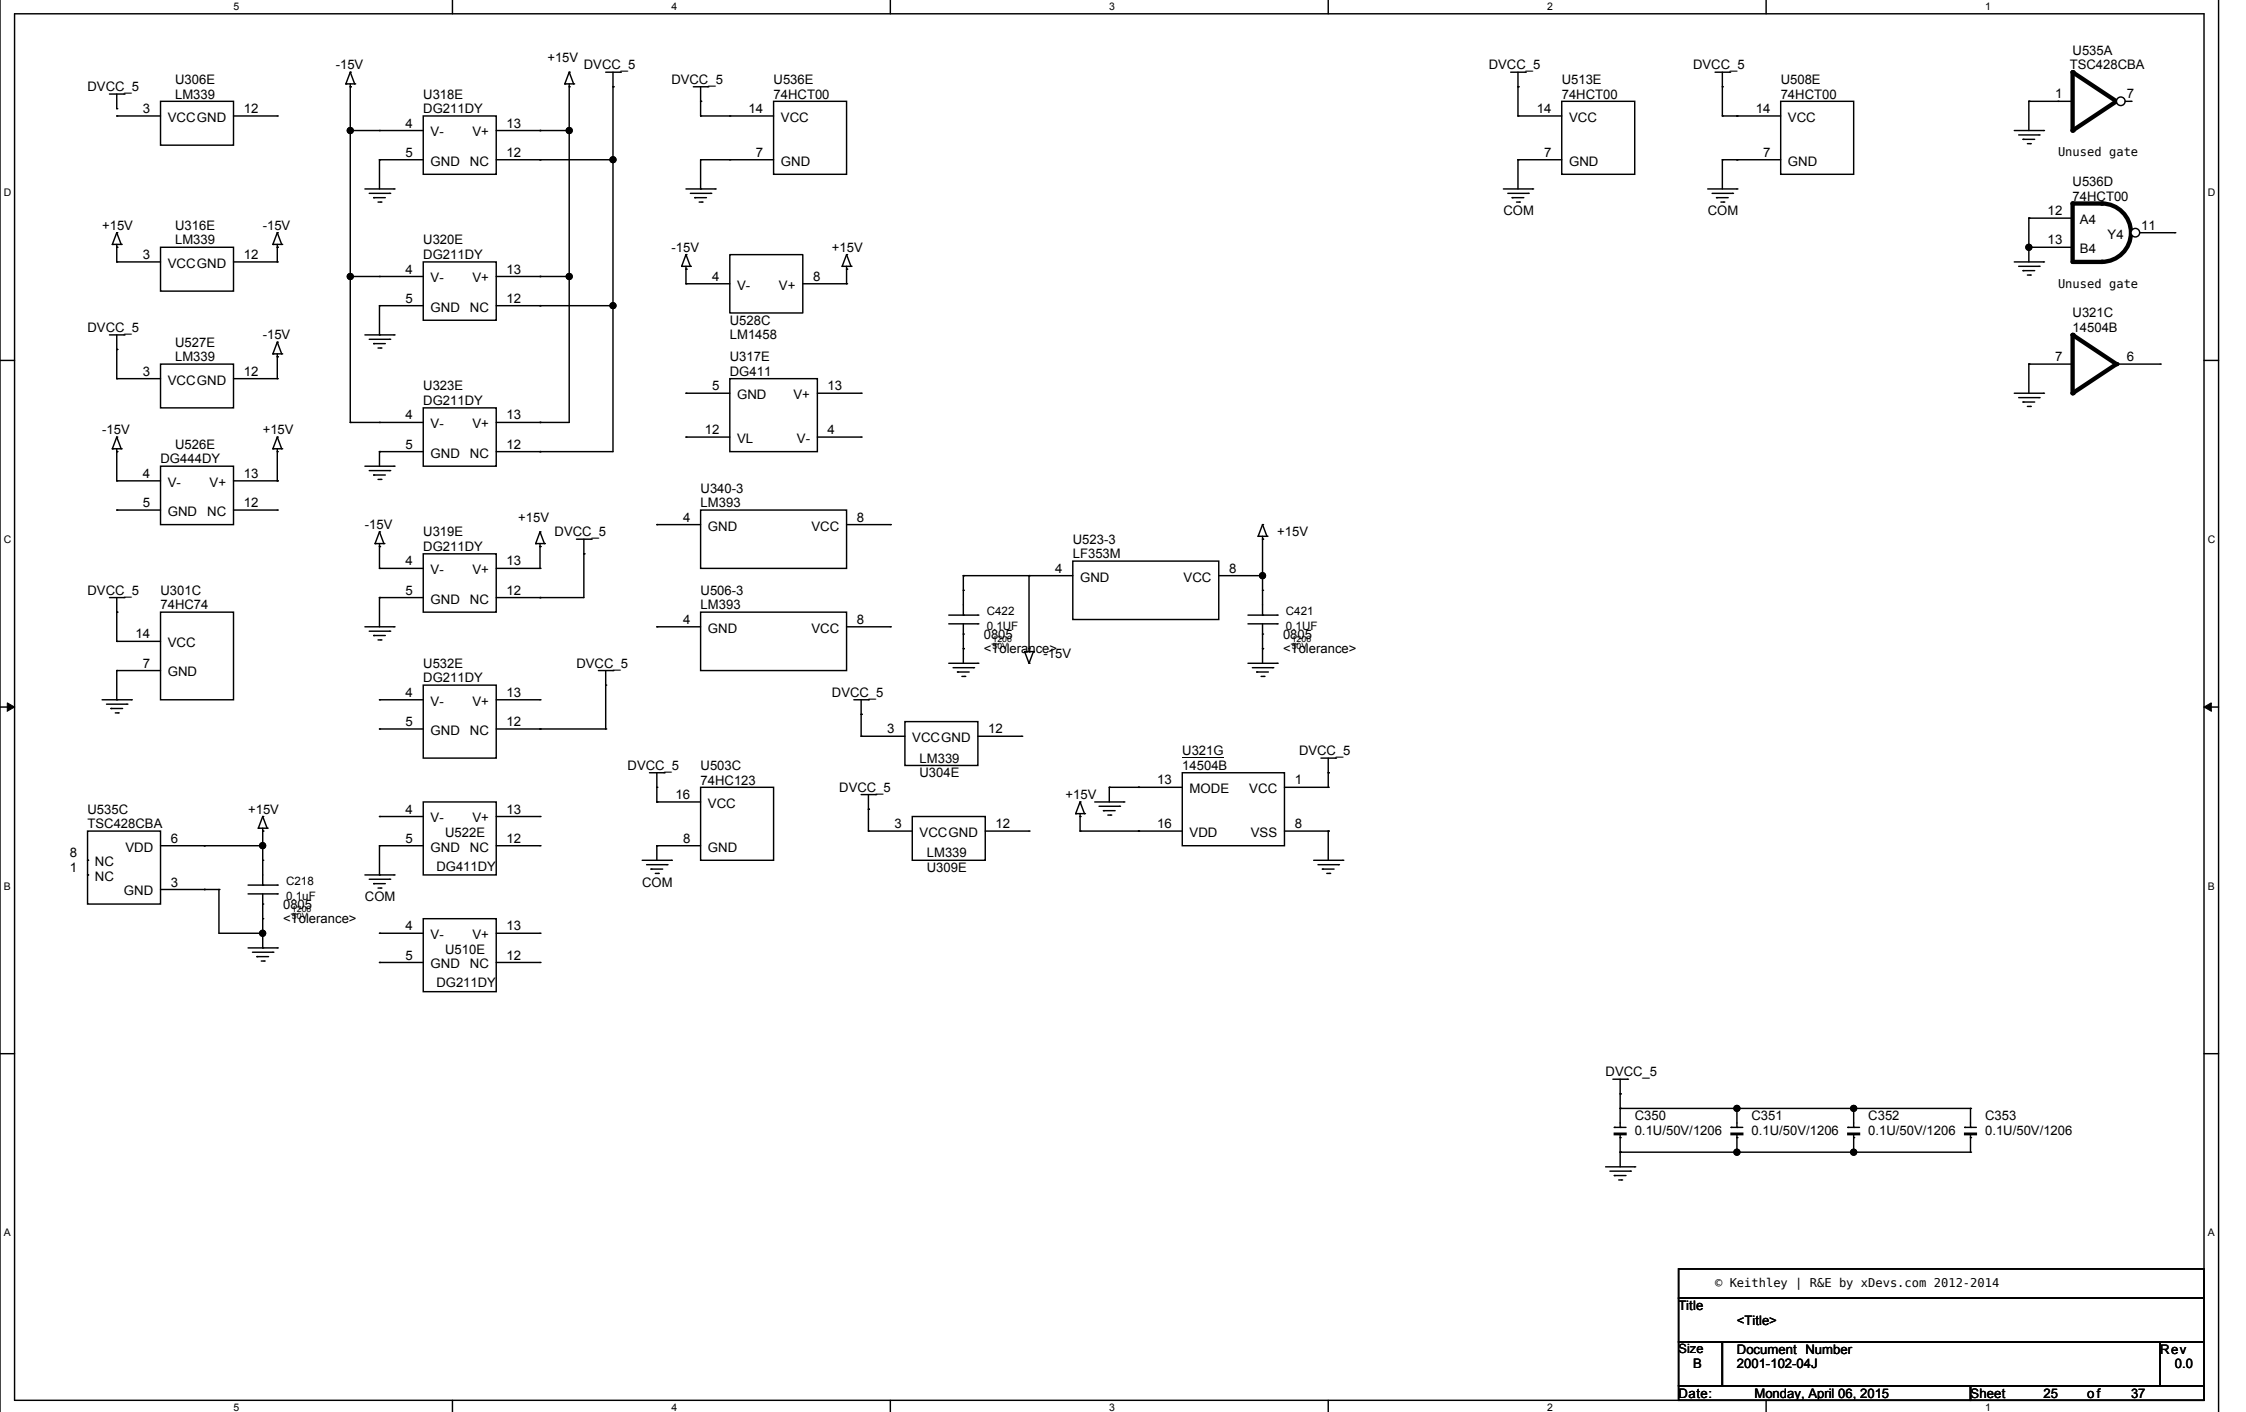 5 4 3 2 1
DVCC_5
U306E
LM339
3 VCC GND 12
+15V
U316E
LM339
-15V
3 VCC GND 12
DVCC_5
U527E
LM339
-15V
3 VCC GND 12
-15V
U526E
DG444DY
+15V
4 V- V+ 13
5 GND NC 12
DVCC_5
U301C
74HC74
14 VCC
7 GND
U535C
TSC428CBA
+15V
VDD 6
8 NC
1 NC
GND 3
C218
0.1uF
0805
<Tolerance>
-15V
+15V
DVCC_5
U318E
DG211DY
4 V- V+ 13
5 GND NC 12
U320E
DG211DY
4 V- V+ 13
5 GND NC 12
U323E
DG211DY
4 V- V+ 13
5 GND NC 12
-15V
U319E
DG211DY
+15V
DVCC_5
4 V- V+ 13
5 GND NC 12
U532E
DG211DY
DVCC_5
4 V- V+ 13
5 GND NC 12
4 V- V+ 13
U522E
5 GND NC 12
DG411DY
COM
4 V- V+ 13
U510E
5 GND NC 12
DG211DY
DVCC_5
U536E
74HCT00
14 VCC
7 GND
-15V
+15V
4 V- V+ 8
U528C
LM1458
U317E
DG411
5 GND V+ 13
12 VL V- 4
U340-3
LM393
4 GND VCC 8
U506-3
LM393
4 GND VCC 8
DVCC_5
U503C
74HC123
16 VCC
8 GND
COM
DVCC_5
3 VCC GND 12
LM339
U304E
DVCC_5
3 VCC GND 12
LM339
U309E
+15V
U523-3
LF353M
4 GND VCC 8
C422
0.1UF
0805
<Tolerance>
-15V
C421
0.1UF
0805
<Tolerance>
U321G
14504B
DVCC_5
13 MODE VCC 1
+15V
16 VDD VSS 8
DVCC_5
U513E
74HCT00
14 VCC
7 GND
COM
DVCC_5
U508E
74HCT00
14 VCC
7 GND
COM
U535A
TSC428CBA
1 7
Unused gate
U536D
74HCT00
12 A4
Y4 11
13 B4
Unused gate
U321C
14504B
7 6
DVCC_5
C350
0.1U/50V/1206
C351
0.1U/50V/1206
C352
0.1U/50V/1206
C353
0.1U/50V/1206
D D
C C
B B
A A
© Keithley | R&E by xDevs.com 2012-2014
Title
<Title>
Size Document Number Rev
B 2001-102-04J 0.0
Date: Monday, April 06, 2015 Sheet 25 of 37
5 4 3 2 1